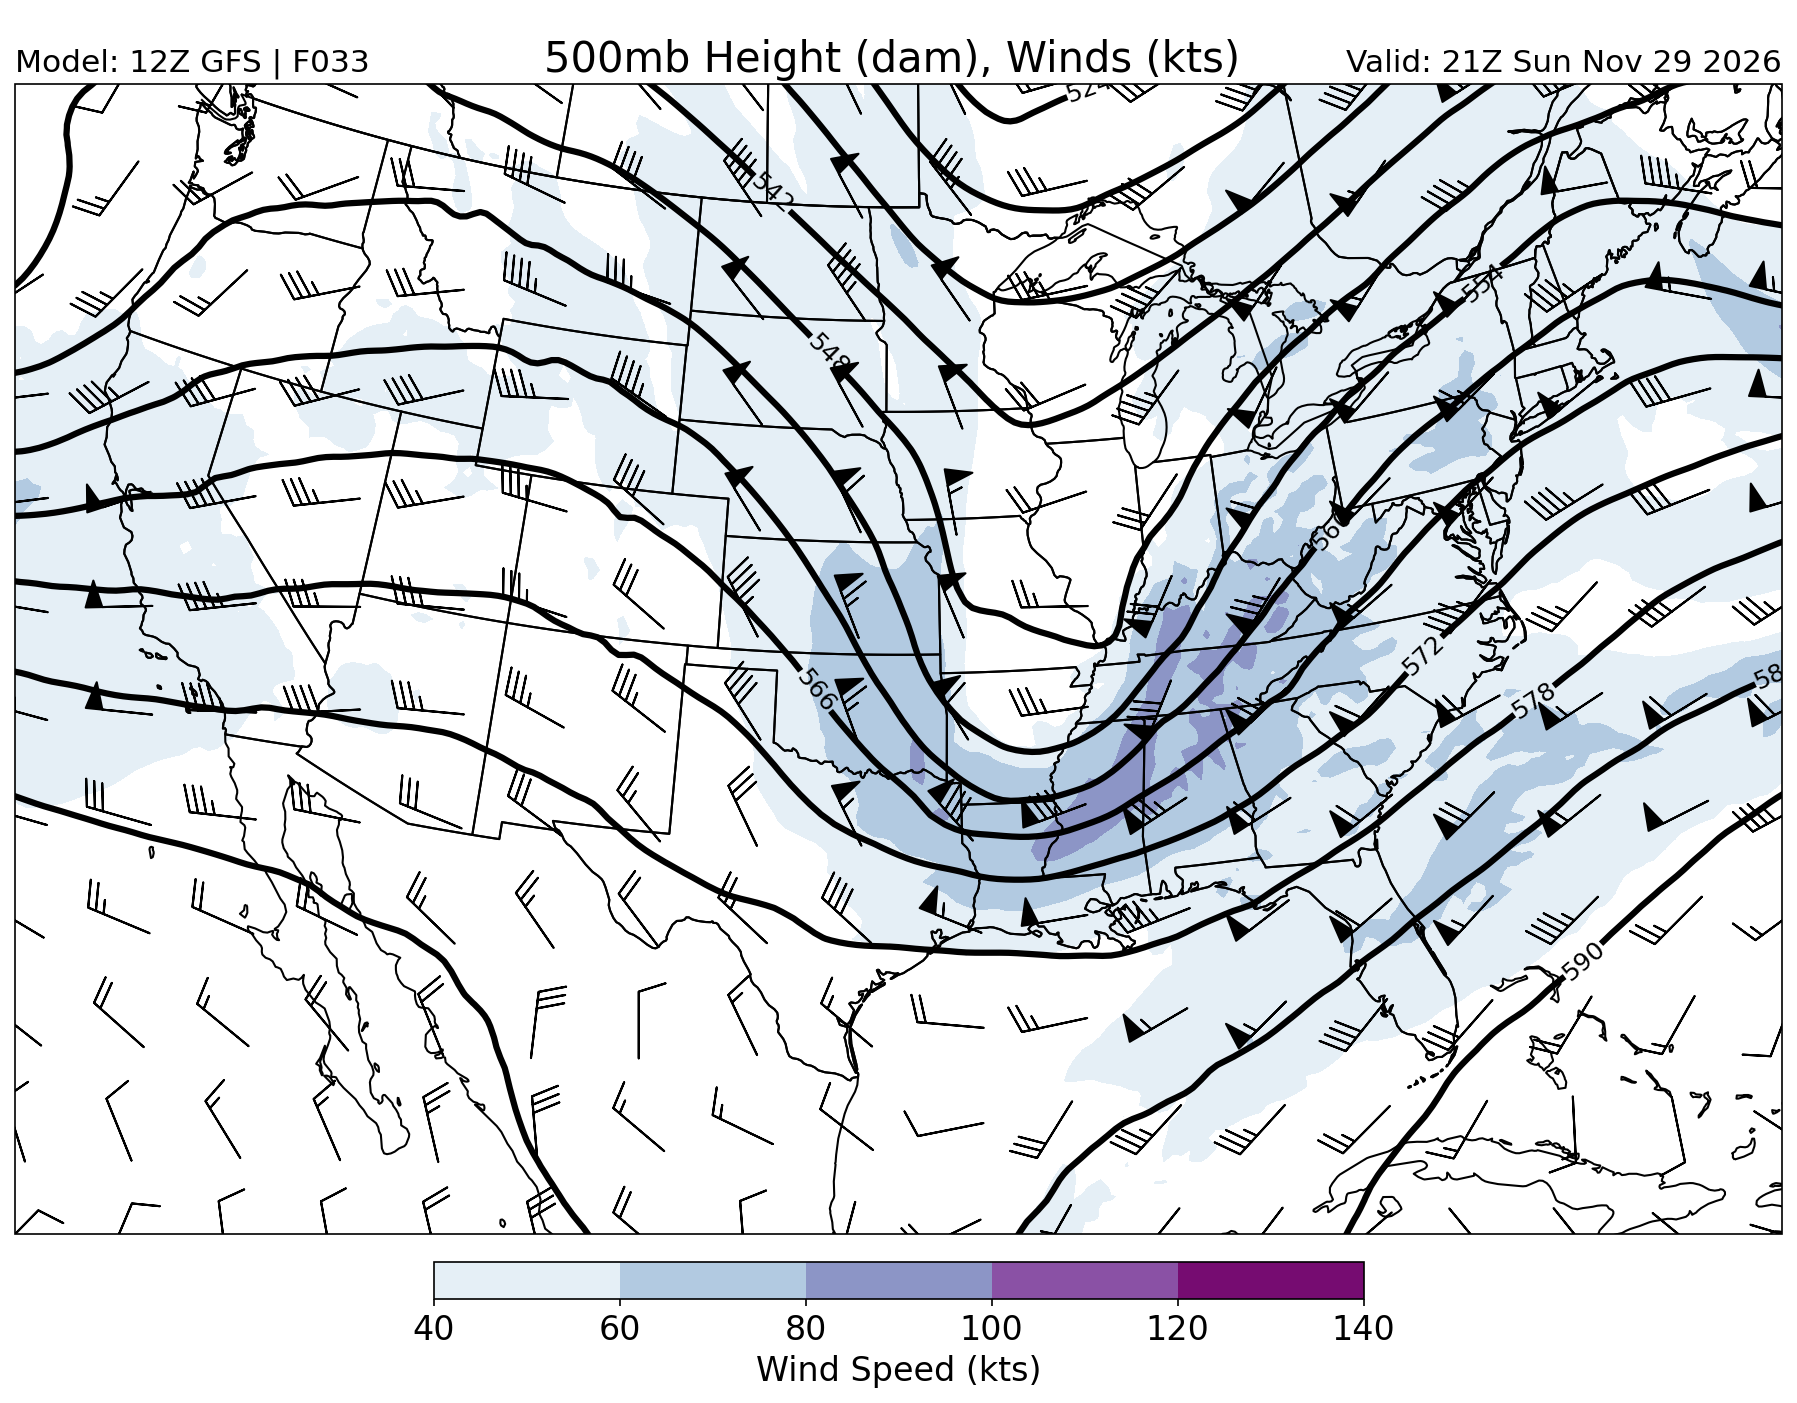 Model: 12Z GFS | F033
500mb Height (dam), Winds (kts)
Valid: 21Z Sun Nov 29 2026
542
548
554
566
572
578
590
40 60 80 100 120 140
Wind Speed (kts)